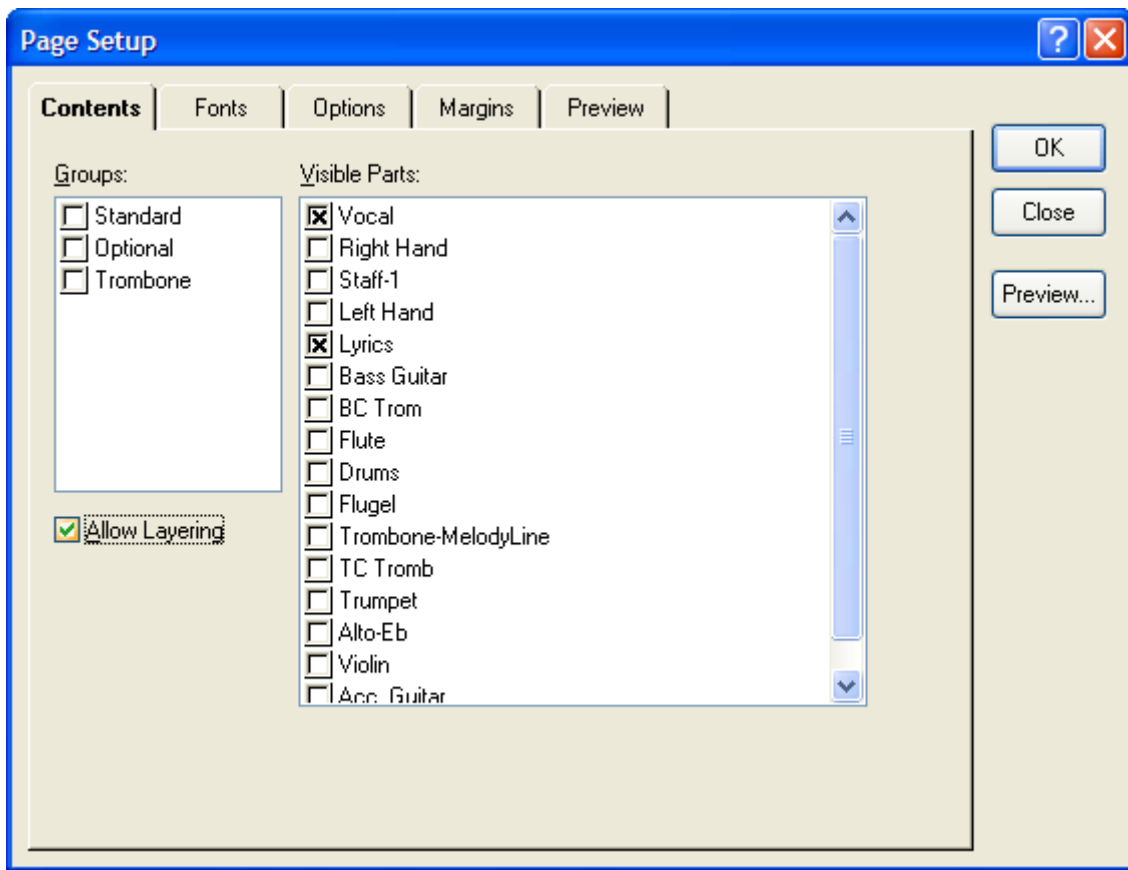 Page Setup
Contents Fonts Options Margins Preview
Groups:
Standard
Optional
Trombone
Allow Layering
Visible Parts:
Vocal
Right Hand
Staff-1
Left Hand
Lyrics
Bass Guitar
BC Trom
Flute
Drums
Flugel
Trombone-MelodyLine
TC Tromb
Trumpet
Alto-Eb
Violin
Acc. Guitar
OK
Close
Preview...